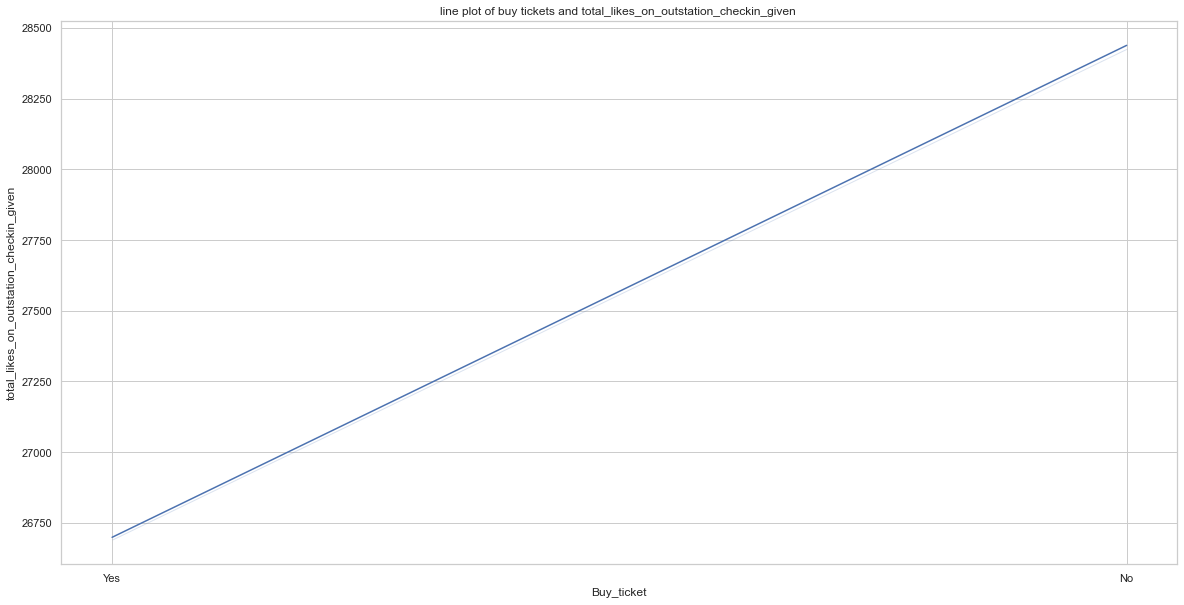 line plot of buy tickets and total_likes_on_outstation_checkin_given
28500
28250
28000
27750
27500
27250
27000
26750
total_likes_on_outstation_checkin_given
Yes
No
Buy_ticket